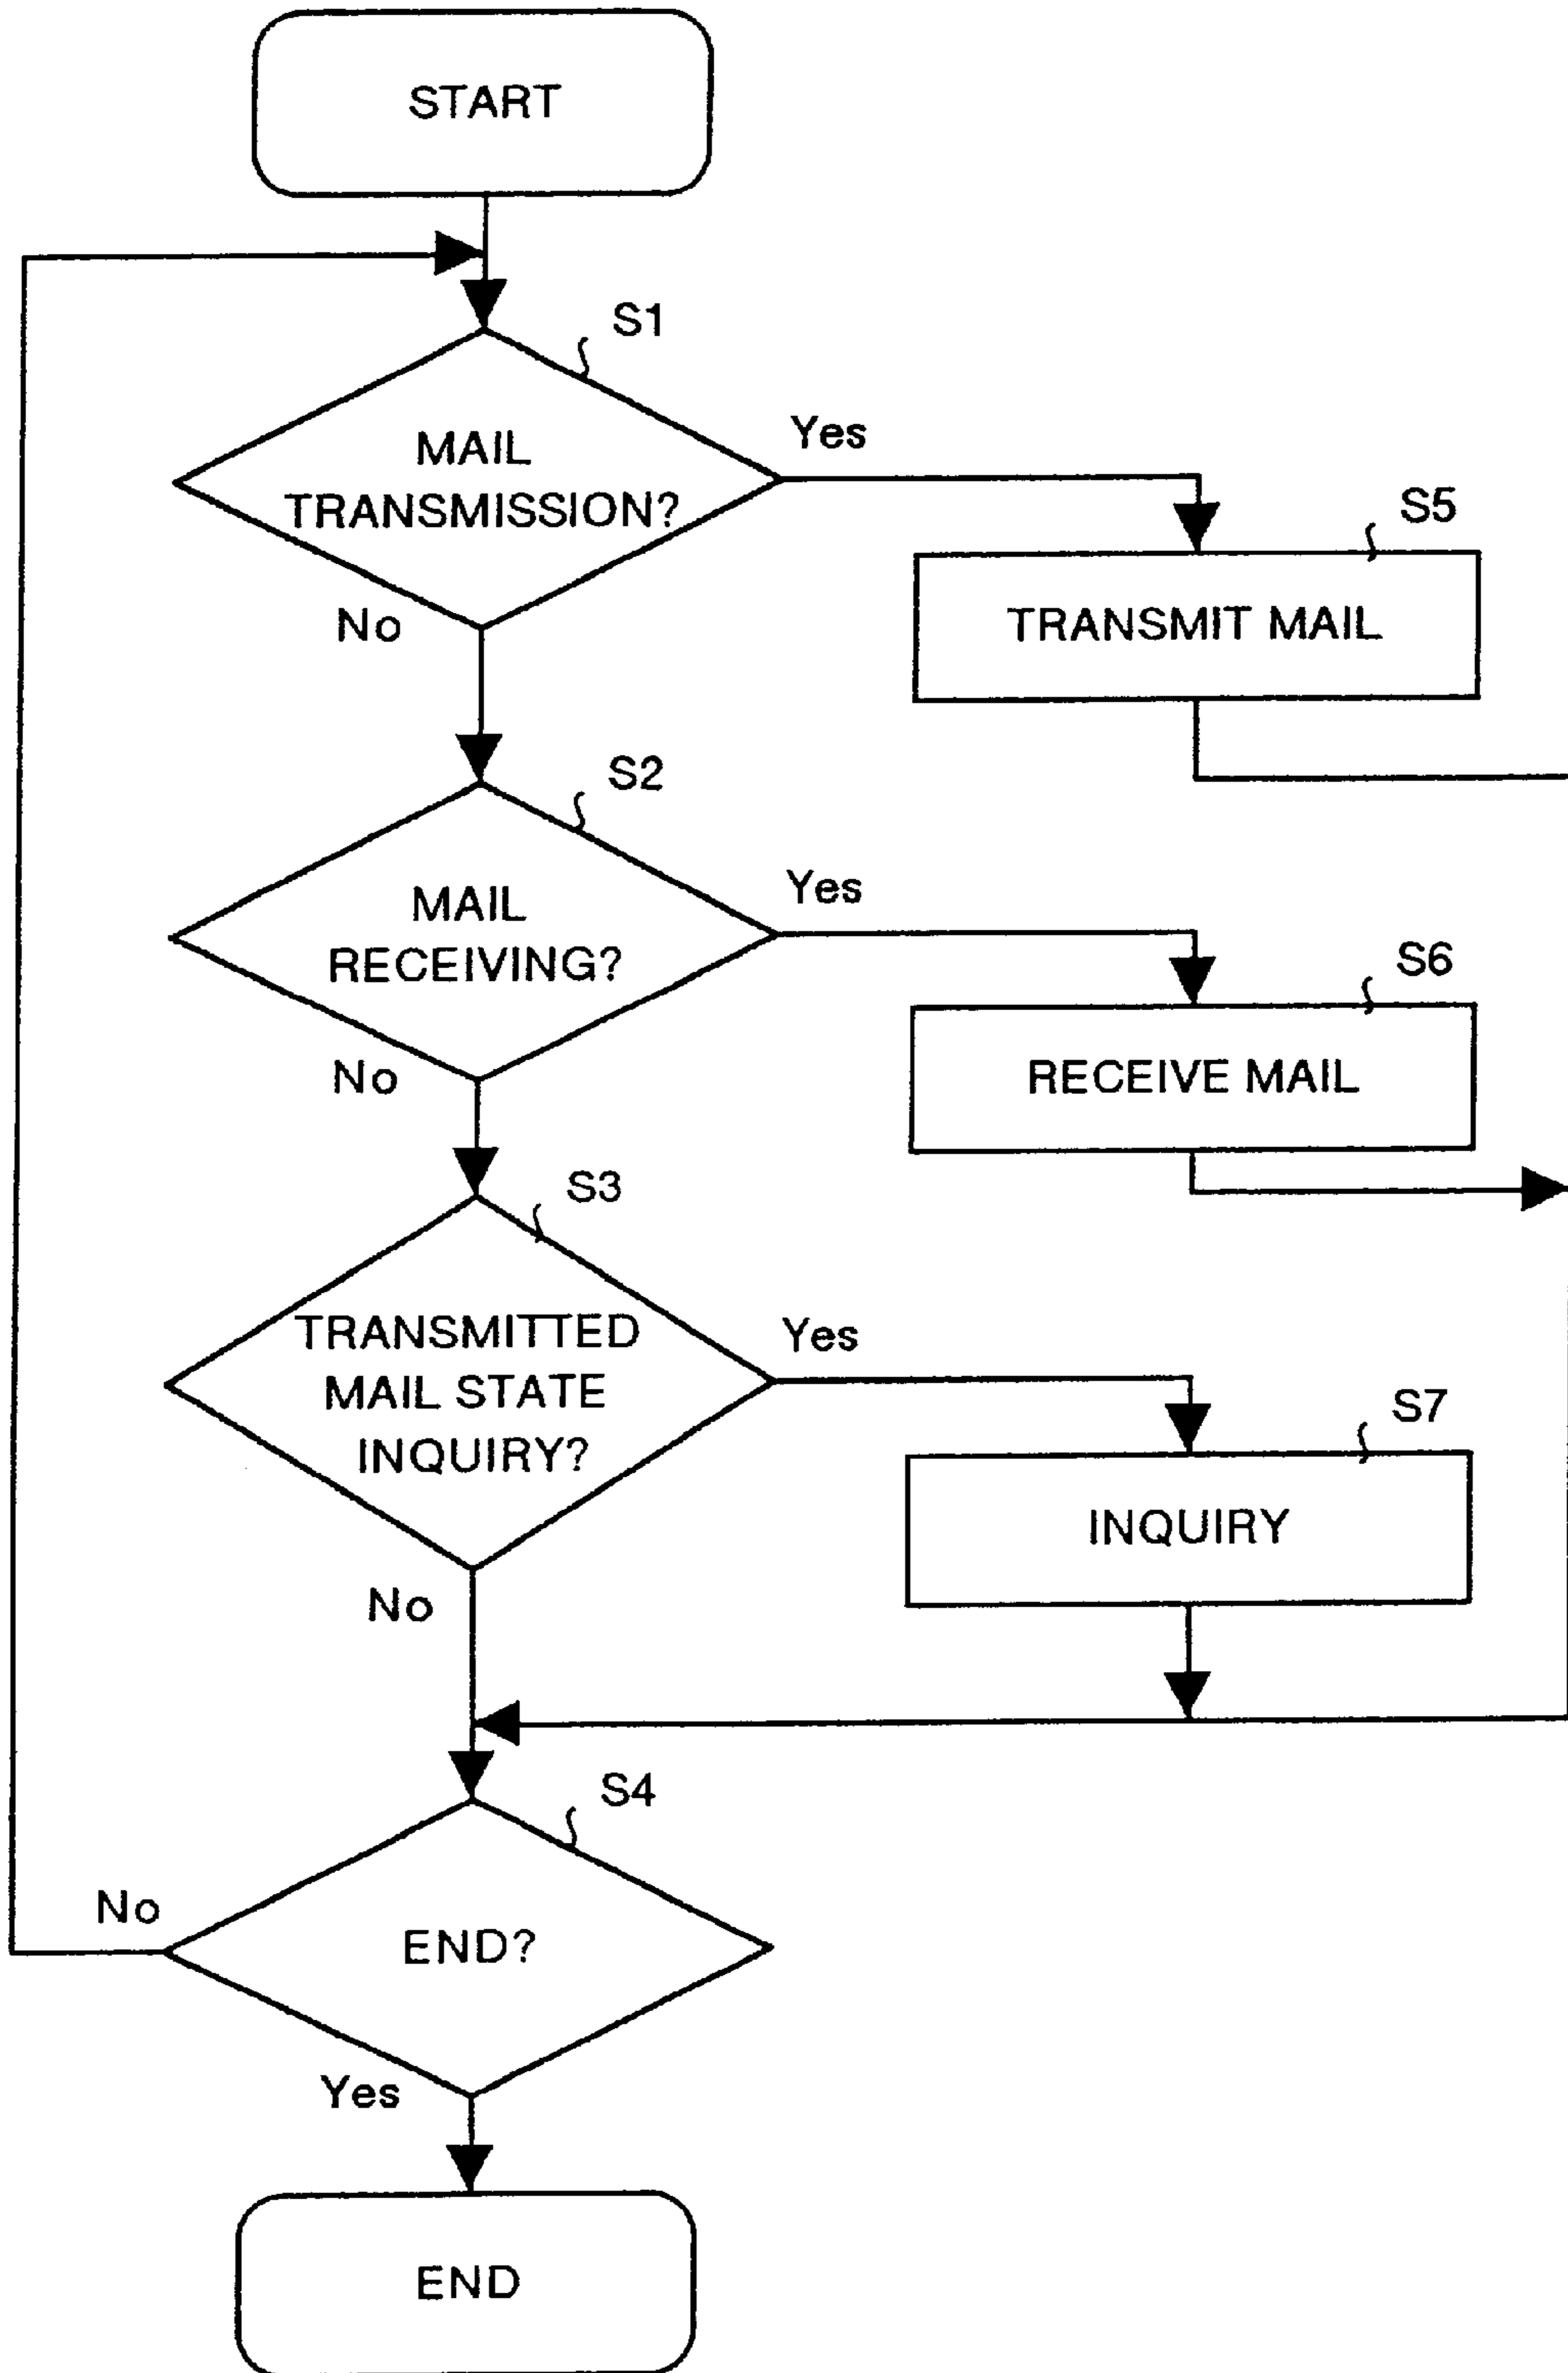 START
S1
MAIL
TRANSMISSION?
Yes
No
S5
TRANSMIT MAIL
S2
MAIL
RECEIVING?
Yes
No
S6
RECEIVE MAIL
S3
TRANSMITTED
MAIL STATE
INQUIRY?
Yes
No
S7
INQUIRY
S4
END?
No
Yes
END